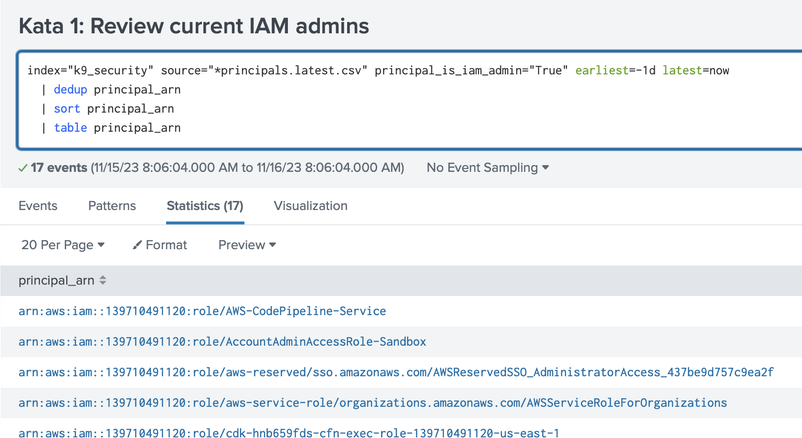 Kata 1: Review current IAM admins
index="k9_security" source="*principals.latest.csv" principal_is_iam_admin="True" earliest=-1d latest=now
| dedup principal_arn
| sort principal_arn
| table principal_arn
17 events (11/15/23 8:06:04.000 AM to 11/16/23 8:06:04.000 AM) No Event Sampling
Events Patterns Statistics (17) Visualization
20 Per Page Format Preview
principal_arn
arn:aws:iam::139710491120:role/AWS-CodePipeline-Service
arn:aws:iam::139710491120:role/AccountAdminAccessRole-Sandbox
arn:aws:iam::139710491120:role/aws-reserved/sso.amazonaws.com/AWSReservedSSO_AdministratorAccess_437be9d757c9ea2f
arn:aws:iam::139710491120:role/aws-service-role/organizations.amazonaws.com/AWSServiceRoleForOrganizations
arn:aws:iam::139710491120:role/cdk-hnb659fds-cfn-exec-role-139710491120-us-east-1